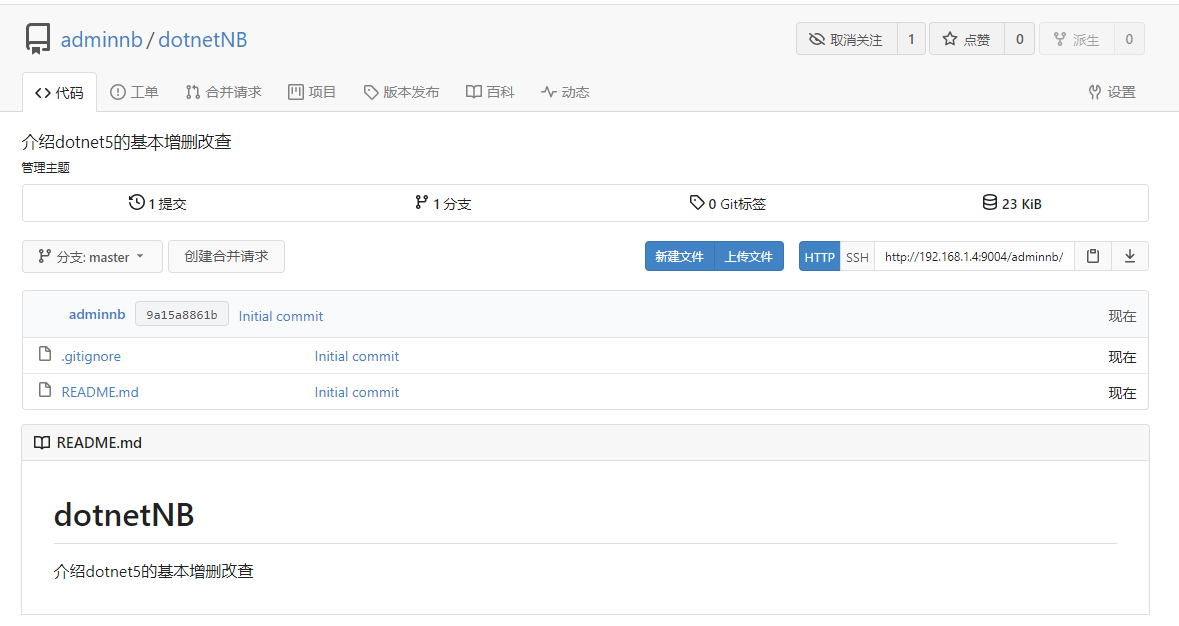 adminnb / dotnetNB 取消关注 1 点赞 0 派生 0
代码 工单 合并请求 项目 版本发布 百科 动态 设置
介绍dotnet5的基本增删改查
管理主题
1 提交 1 分支 0 Git标签 23 KiB
分支: master 创建合并请求 新建文件 上传文件 HTTP SSH http://192.168.1.4:9004/adminnb/
adminnb 9a15a8861b Initial commit 现在
.gitignore Initial commit 现在
README.md Initial commit 现在
README.md
dotnetNB
介绍dotnet5的基本增删改查